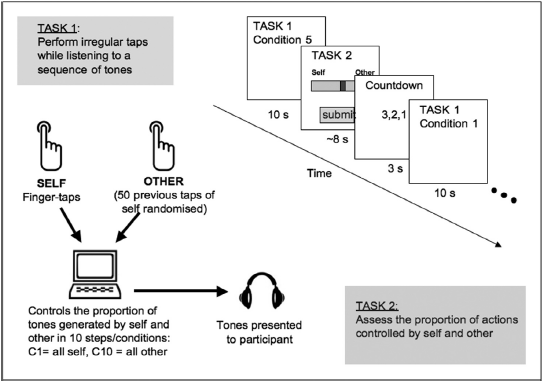 TASK 1:
Perform irregular taps
while listening to a
sequence of tones
TASK 1
Condition 5
10 s
TASK 2
Self Other
submit
~8 s
Countdown
3,2,1
3 s
TASK 1
Condition 1
10 s
Time
SELF
Finger-taps
OTHER
(50 previous taps of
self randomised)
Controls the proportion of
tones generated by self and
other in 10 steps/conditions:
C1= all self, C10 = all other
Tones presented
to participant
TASK 2:
Assess the proportion of actions
controlled by self and other